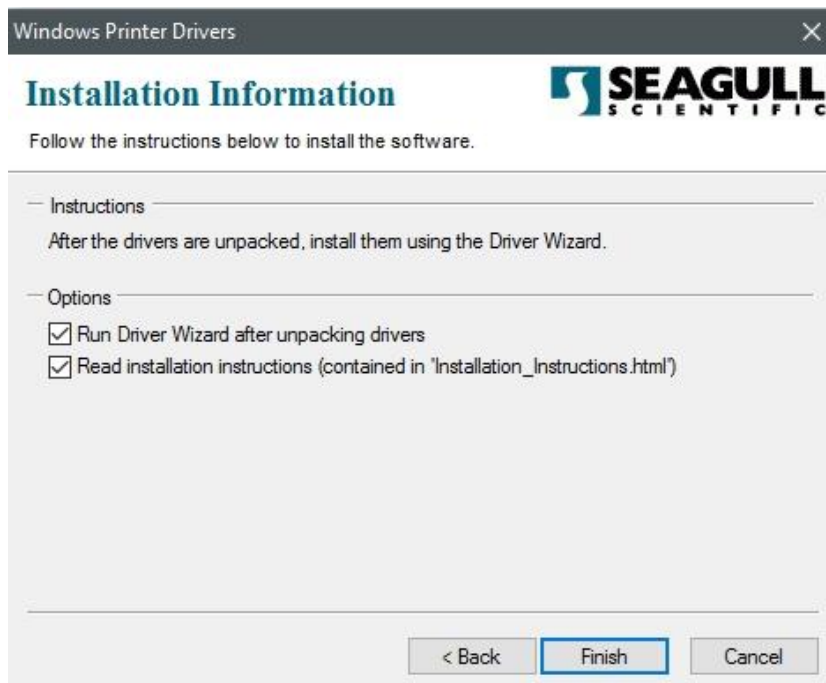 Windows Printer Drivers
Installation Information
SEAGULL
SCIENTIFIC
Follow the instructions below to install the software.
Instructions
After the drivers are unpacked, install them using the Driver Wizard.
Options
Run Driver Wizard after unpacking drivers
Read installation instructions (contained in 'Installation_Instructions.html')
< Back Finish Cancel